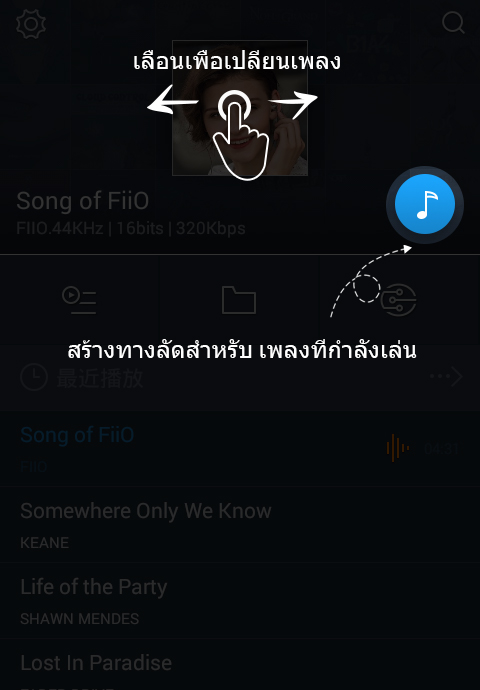 เลื่อนเพื่อเปลี่ยนเพลง
Song of FiiO
FIIO.44KHz | 16bits | 320Kbps
สร้างทางลัดสำหรับ เพลงที่กำลังเล่น
最近播放
Song of FiiO
FIIO
04:21
Somewhere Only We Know
KEANE
Life of the Party
SHAWN MENDES
Lost In Paradise